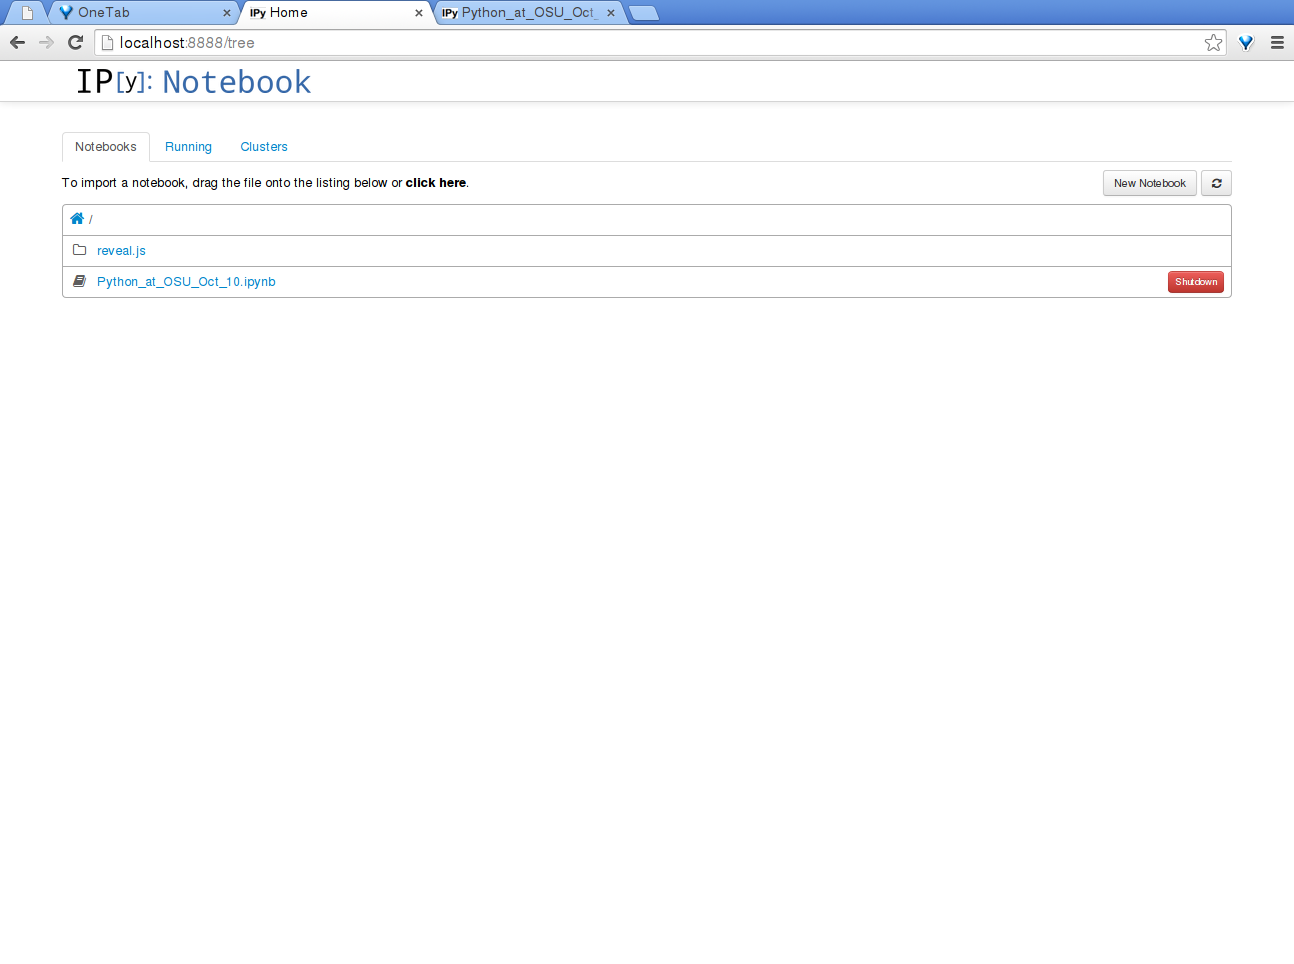 OneTab
IPy Home
IPy Python_at_OSU_Oct_
localhost:8888/tree
IP[y]: Notebook
Notebooks Running Clusters
To import a notebook, drag the file onto the listing below or click here.
New Notebook
/
reveal.js
Python_at_OSU_Oct_10.ipynb
Shutdown